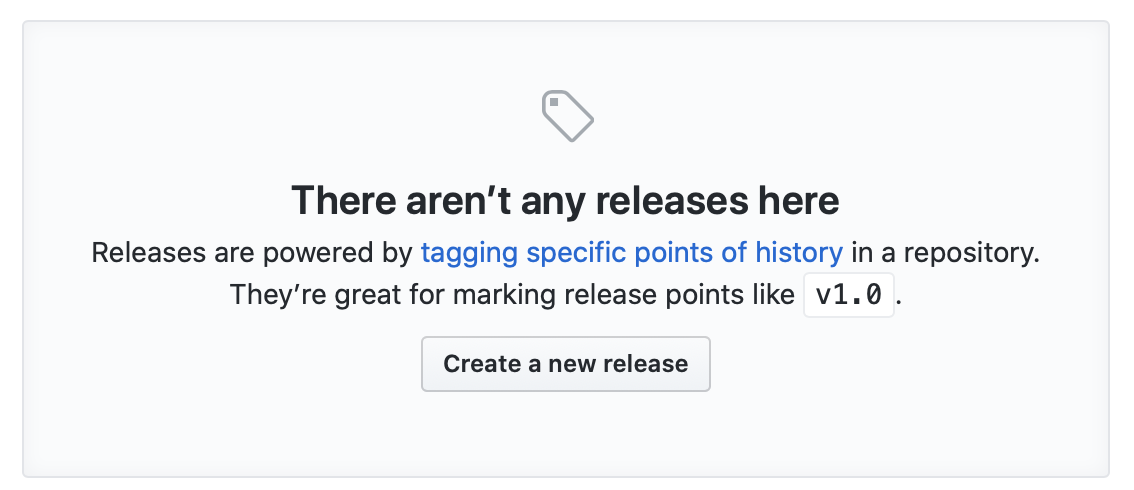 There aren’t any releases here
Releases are powered by tagging specific points of history in a repository.
They’re great for marking release points like v1.0 .
Create a new release